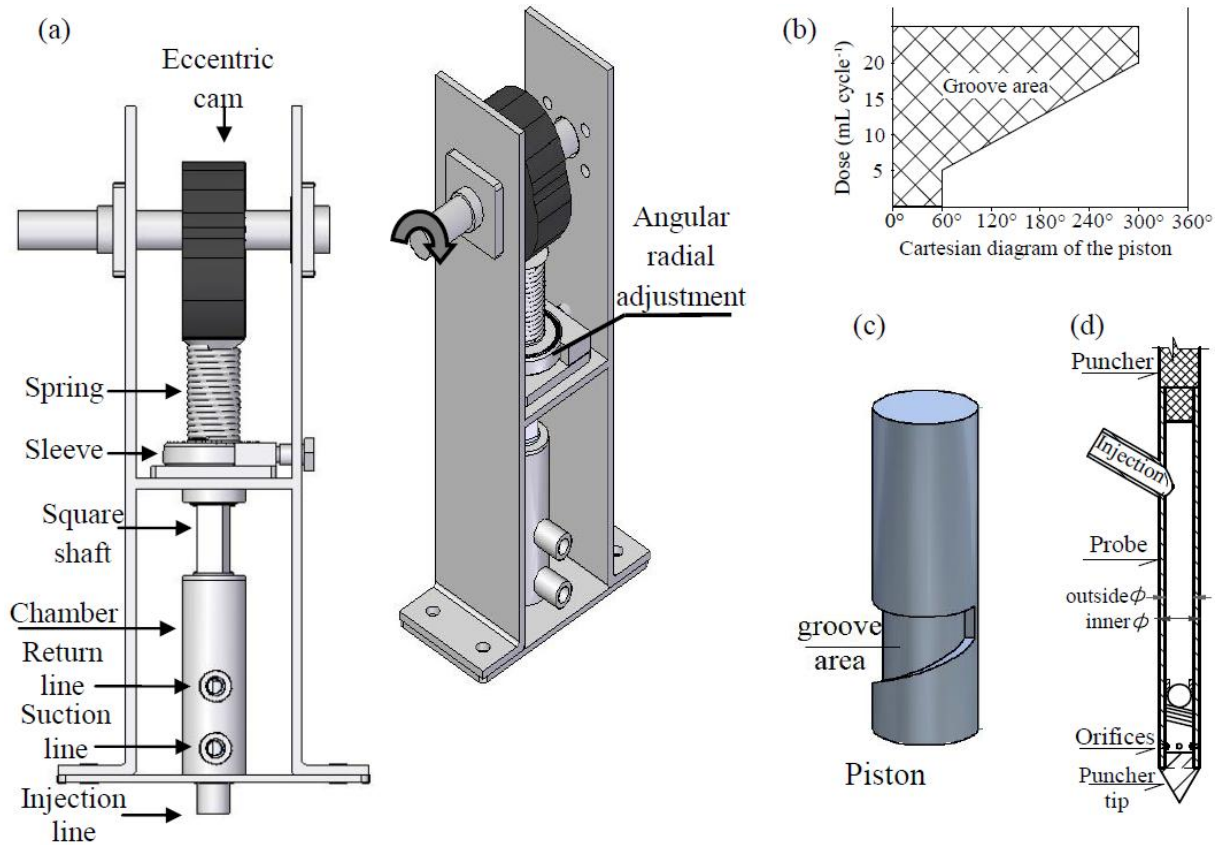 (a)
Eccentric
cam
Spring
Sleeve
Square
shaft
Chamber
Return
line
Suction
line
Injection
line
Angular
radial
adjustment
(b)
Dose (mL cycle⁻¹)
20
15
10
5
Groove area
0° 60° 120° 180° 240° 300° 360°
Cartesian diagram of the piston
(c)
groove
area
Piston
(d)
Puncher
Injection
Probe
outside ϕ
inner ϕ
Orifices
Puncher
tip